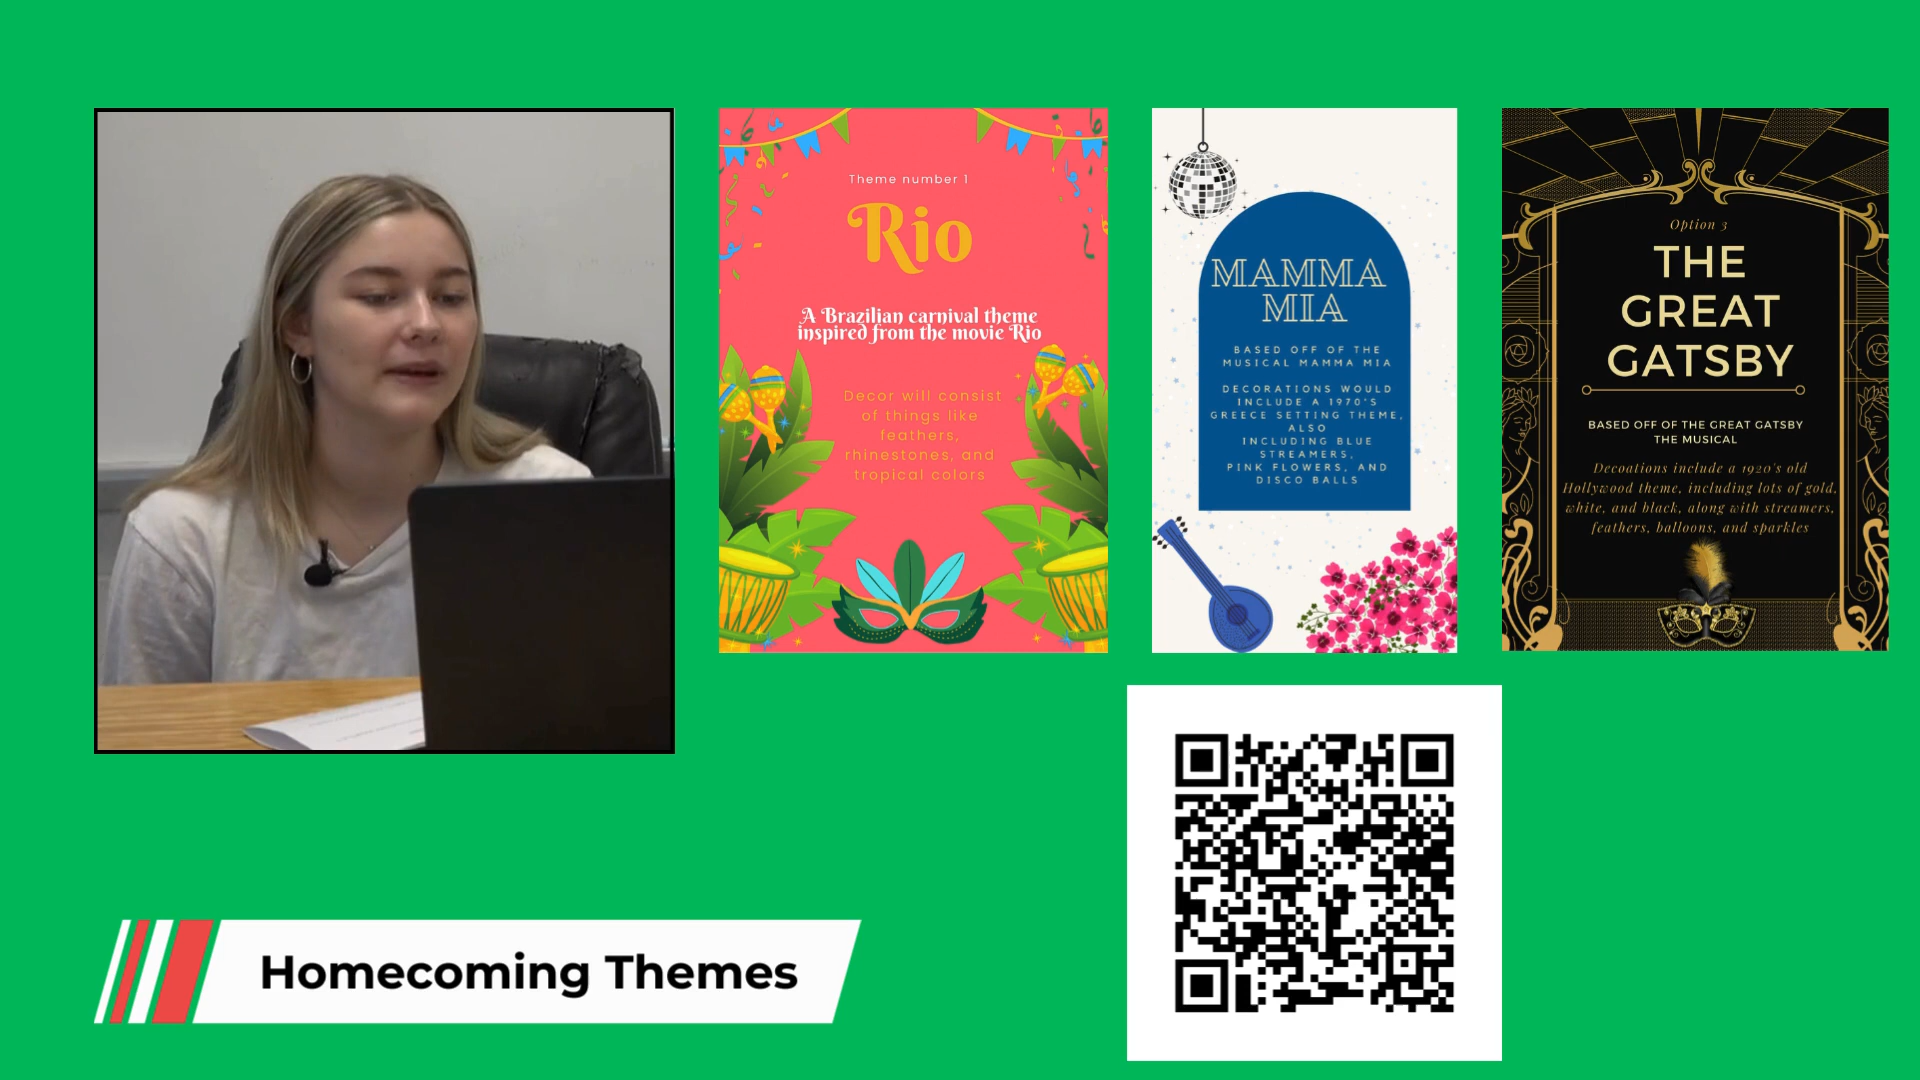 Theme number 1
Rio
A Brazilian carnival theme
inspired from the movie Rio
Decor will consist
of things like
feathers,
rhinestones, and
tropical colors
MAMMA
MIA
BASED OFF OF THE
MUSICAL MAMMA MIA
DECORATIONS WOULD
INCLUDE A 1970'S
GREECE SETTING THEME,
ALSO
INCLUDING BLUE
STREAMERS,
PINK FLOWERS, AND
DISCO BALLS
Option 3
THE
GREAT
GATSBY
BASED OFF OF THE GREAT GATSBY
THE MUSICAL
Decoations include a 1920's old
Hollywood theme, including lots of gold,
white, and black, along with streamers,
feathers, balloons, and sparkles
Homecoming Themes